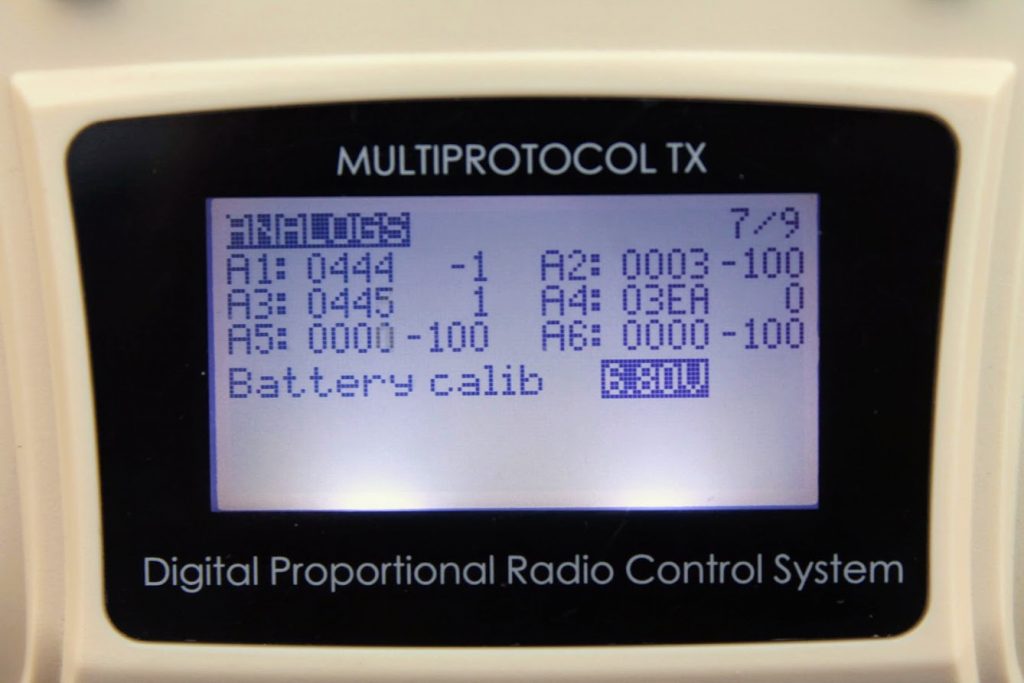 MULTIPROTOCOL TX
ANALOGS 7/9
A1: 0444 -1 A2: 0003 -100
A3: 0445 1 A4: 03EA 0
A5: 0000 -100 A6: 0000 -100
Battery calib 6.80V
Digital Proportional Radio Control System